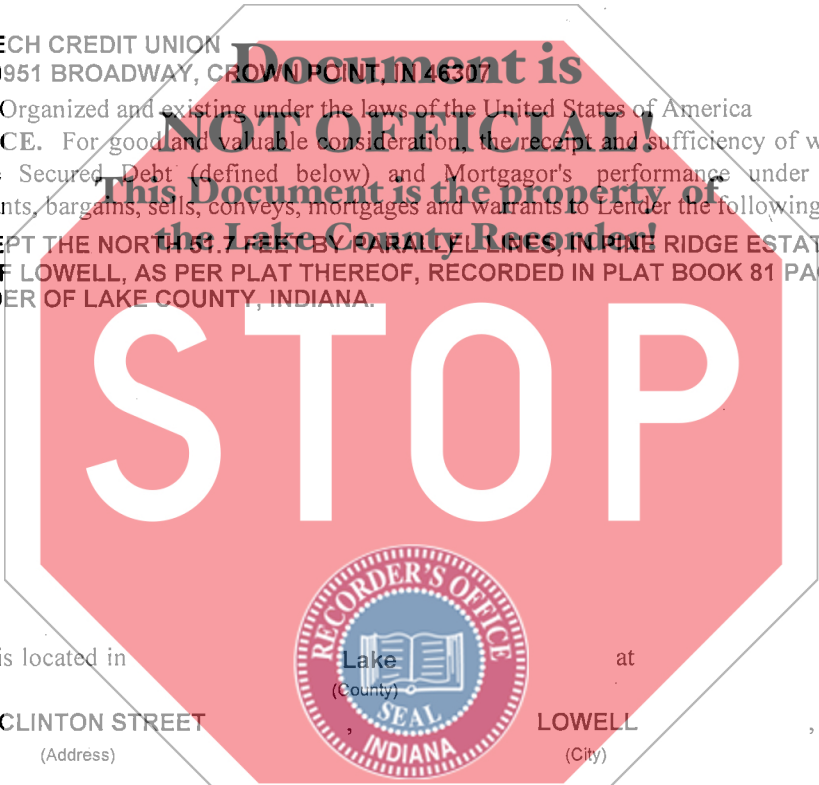 ECH CREDIT UNION
951 BROADWAY, CROWN POINT, IN 46307
Document is
Organized and existing under the laws of the United States of America
NOT OFFICIAL!
CE. For good and valuable consideration, the receipt and sufficiency of w
Secured Debt (defined below) and Mortgagor's performance under
This Document is the property of
nts, bargains, sells, conveys, mortgages and warrants to Lender the following
the Lake County Recorder!
EPT THE NORTH 51.7 FEET BY PARALLEL LINES, IN PINE RIDGE ESTAT
F LOWELL, AS PER PLAT THEREOF, RECORDED IN PLAT BOOK 81 PAG
DER OF LAKE COUNTY, INDIANA.
STOP
RECORDER'S OFFICE
SEAL
INDIANA
is located in Lake at
(County)
CLINTON STREET , LOWELL ,
(Address) (City)